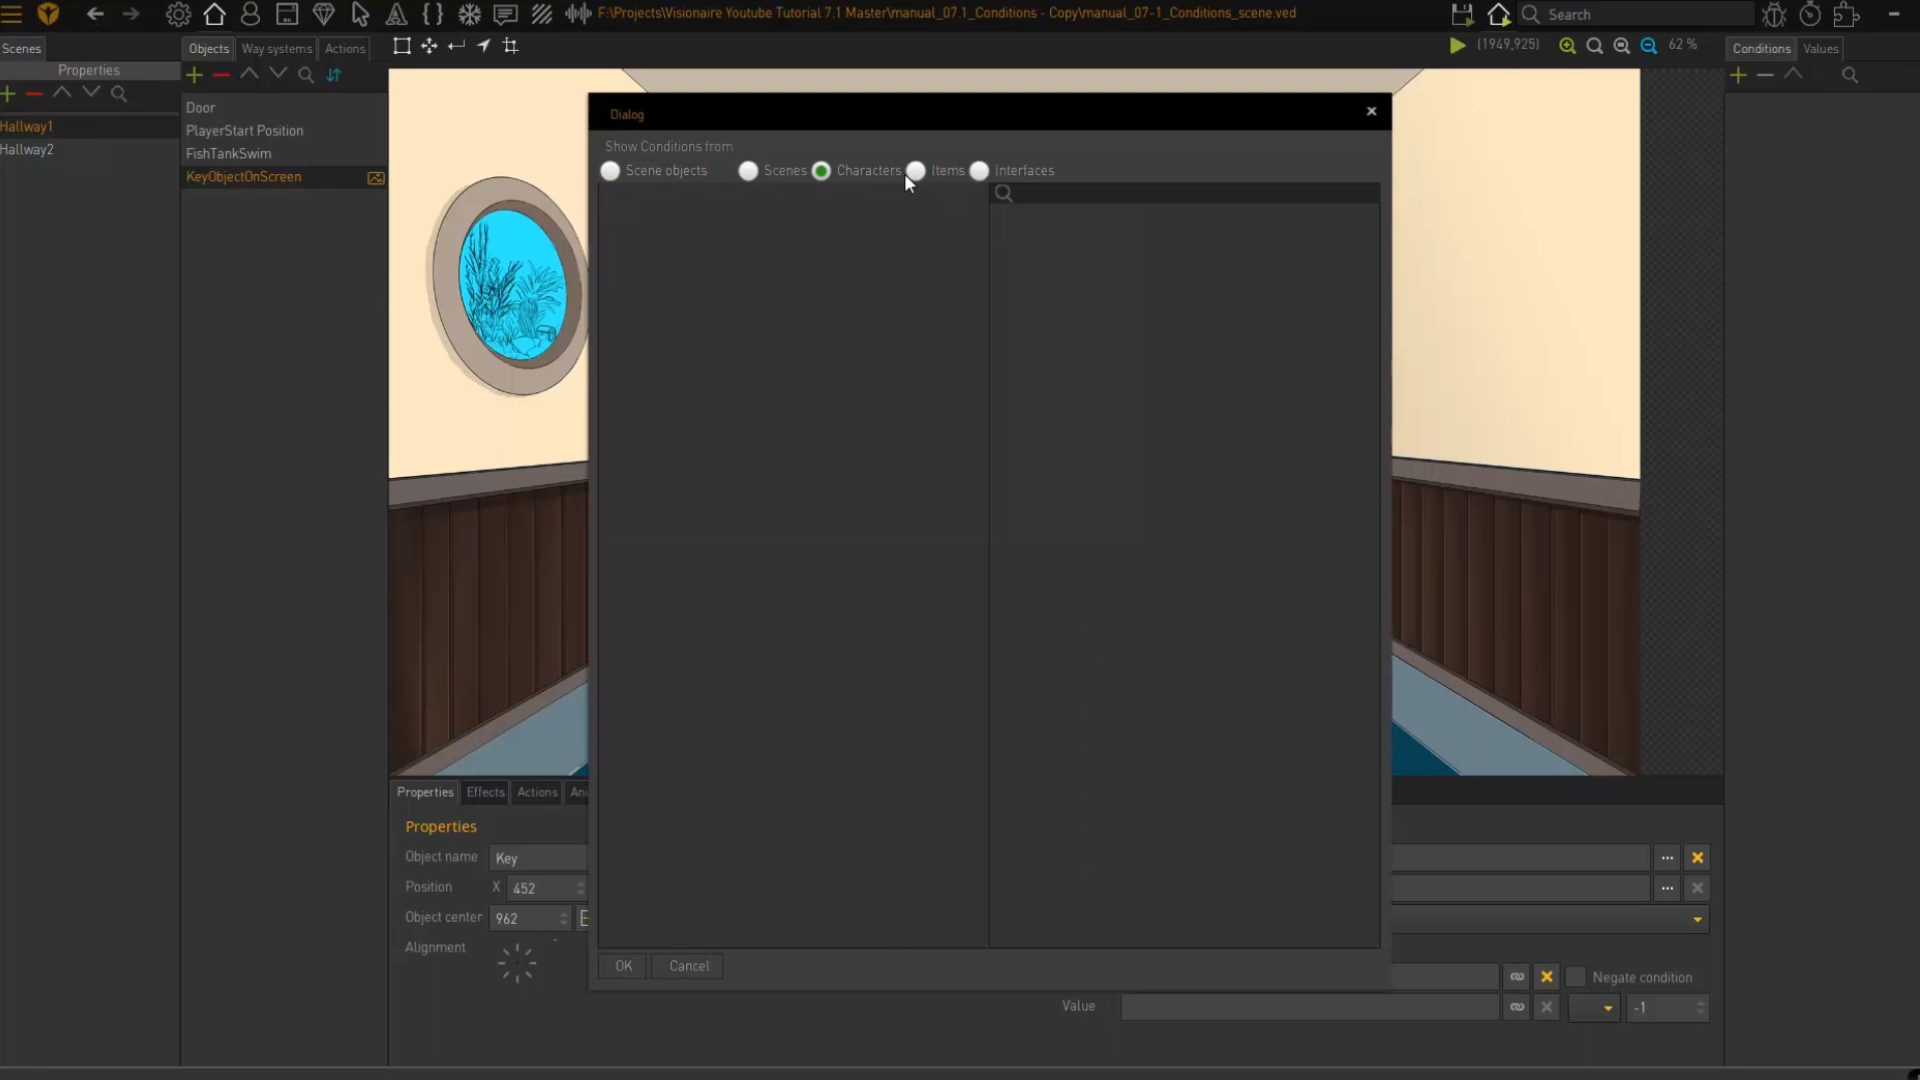 F:\Projects\Visionaire Youtube Tutorial 7.1 Master\manual_07.1_Conditions - Copy\manual_07-1_Conditions_scene.ved
Search
Scenes
Objects
Way systems
Actions
(1949,925)
62 %
Conditions
Values
Properties
Hallway1
Hallway2
Door
PlayerStart Position
FishTankSwim
KeyObjectOnScreen
Dialog
Show Conditions from
Scene objects
Scenes
Characters
Items
Interfaces
OK
Cancel
Properties
Effects
Actions
Properties
Object name
Key
Position
X
452
Object center
962
Alignment
Negate condition
Value
-1